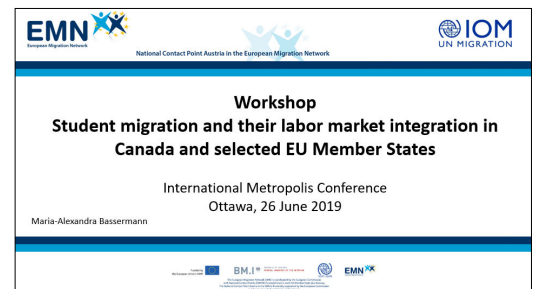 EMN
European Migration Network
National Contact Point Austria in the European Migration Network
IOM
UN MIGRATION
Workshop
Student migration and their labor market integration in
Canada and selected EU Member States
International Metropolis Conference
Ottawa, 26 June 2019
Maria-Alexandra Bassermann
BM.I
EMN